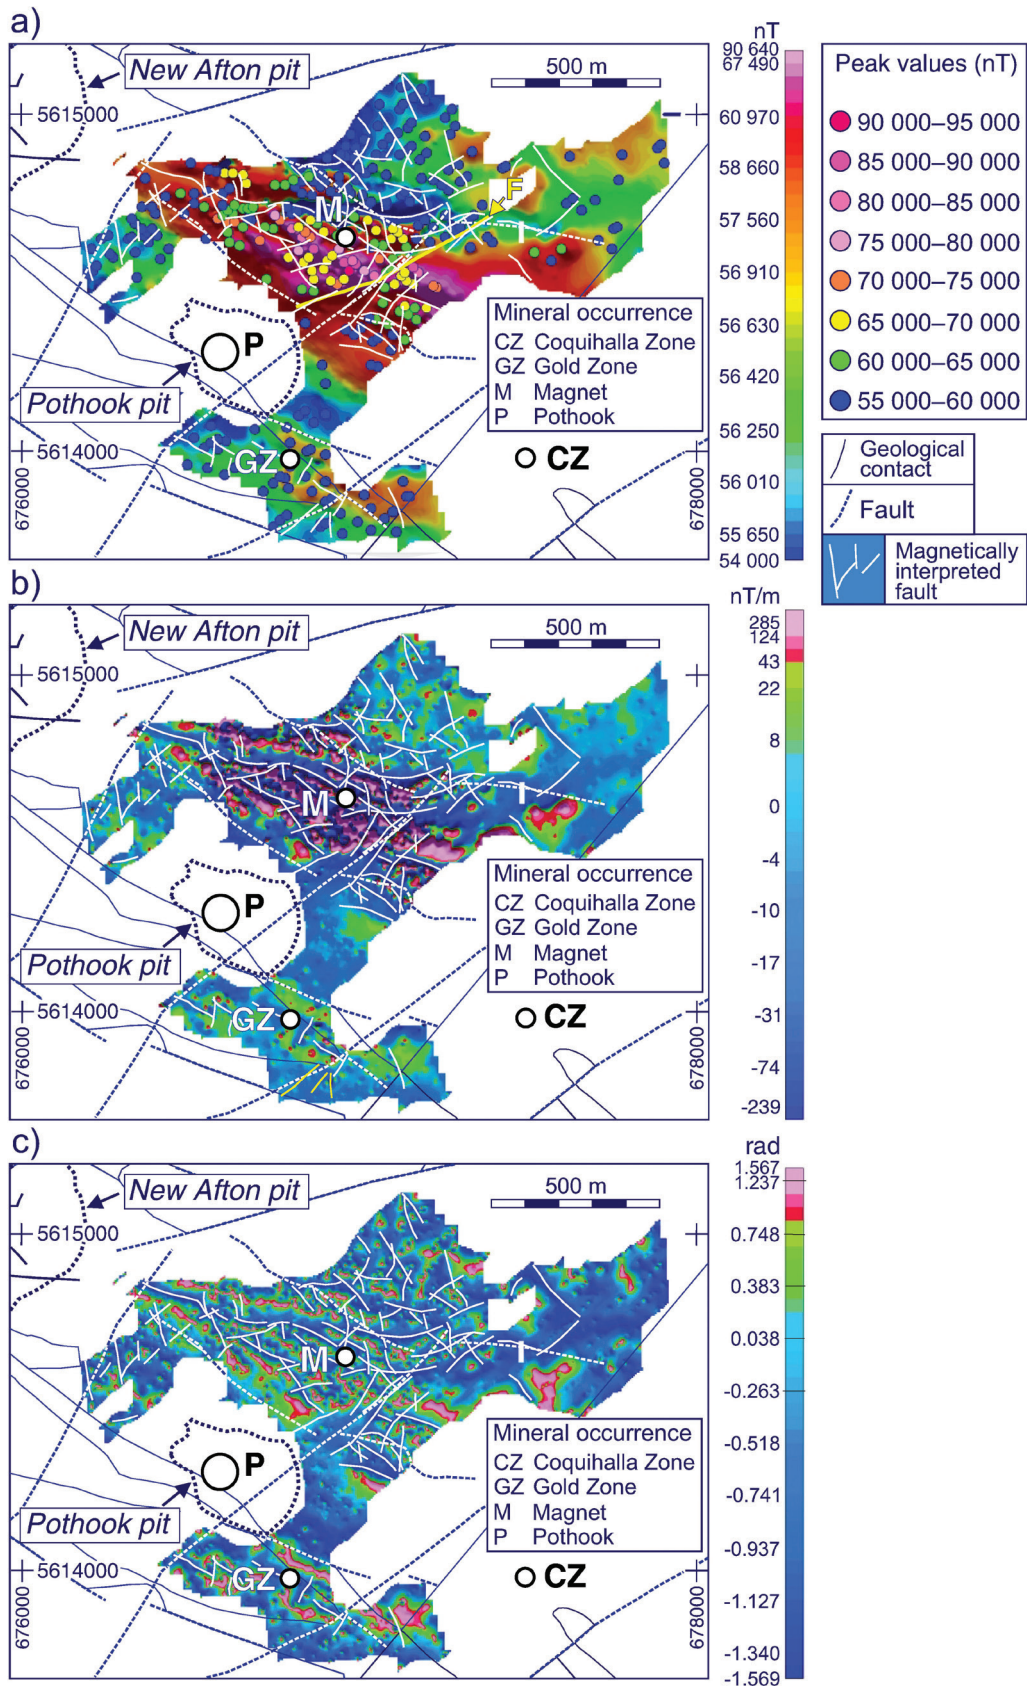 a)
nT
New Afton pit
500 m
5615000
F
M
I
Mineral occurrence
CZ Coquihalla Zone
GZ Gold Zone
M Magnet
P Pothook
P
Pothook pit
GZ
5614000
CZ
676000
678000
90 640
67 490
60 970
58 660
57 560
56 910
56 630
56 420
56 250
56 010
55 650
54 000
Peak values (nT)
90 000–95 000
85 000–90 000
80 000–85 000
75 000–80 000
70 000–75 000
65 000–70 000
60 000–65 000
55 000–60 000
Geological
contact
Fault
Magnetically
interpreted
fault
b)
nT/m
New Afton pit
500 m
5615000
M
I
Mineral occurrence
CZ Coquihalla Zone
GZ Gold Zone
M Magnet
P Pothook
P
Pothook pit
GZ
5614000
CZ
676000
678000
285
124
43
22
8
0
-4
-10
-17
-31
-74
-239
c)
rad
New Afton pit
500 m
5615000
M
I
Mineral occurrence
CZ Coquihalla Zone
GZ Gold Zone
M Magnet
P Pothook
P
Pothook pit
GZ
5614000
CZ
676000
678000
1.567
1.237
0.748
0.383
0.038
-0.263
-0.518
-0.741
-0.937
-1.127
-1.340
-1.569